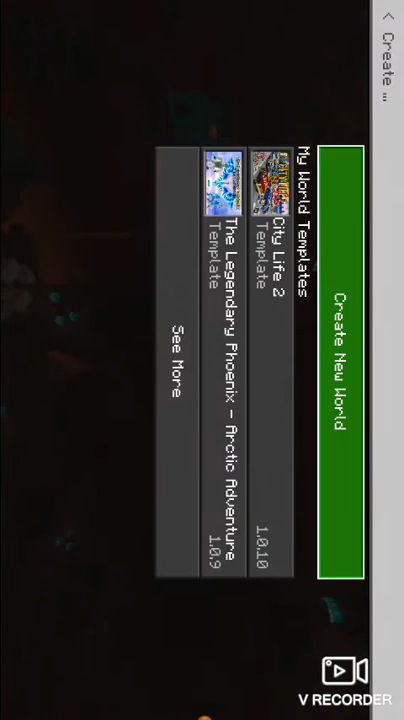 < Create ...
Create New World
My World Templates
City Life 2
Template
1.0.10
The Legendary Phoenix - Arctic Adventure
Template
1.0.9
See More
V RECORDER